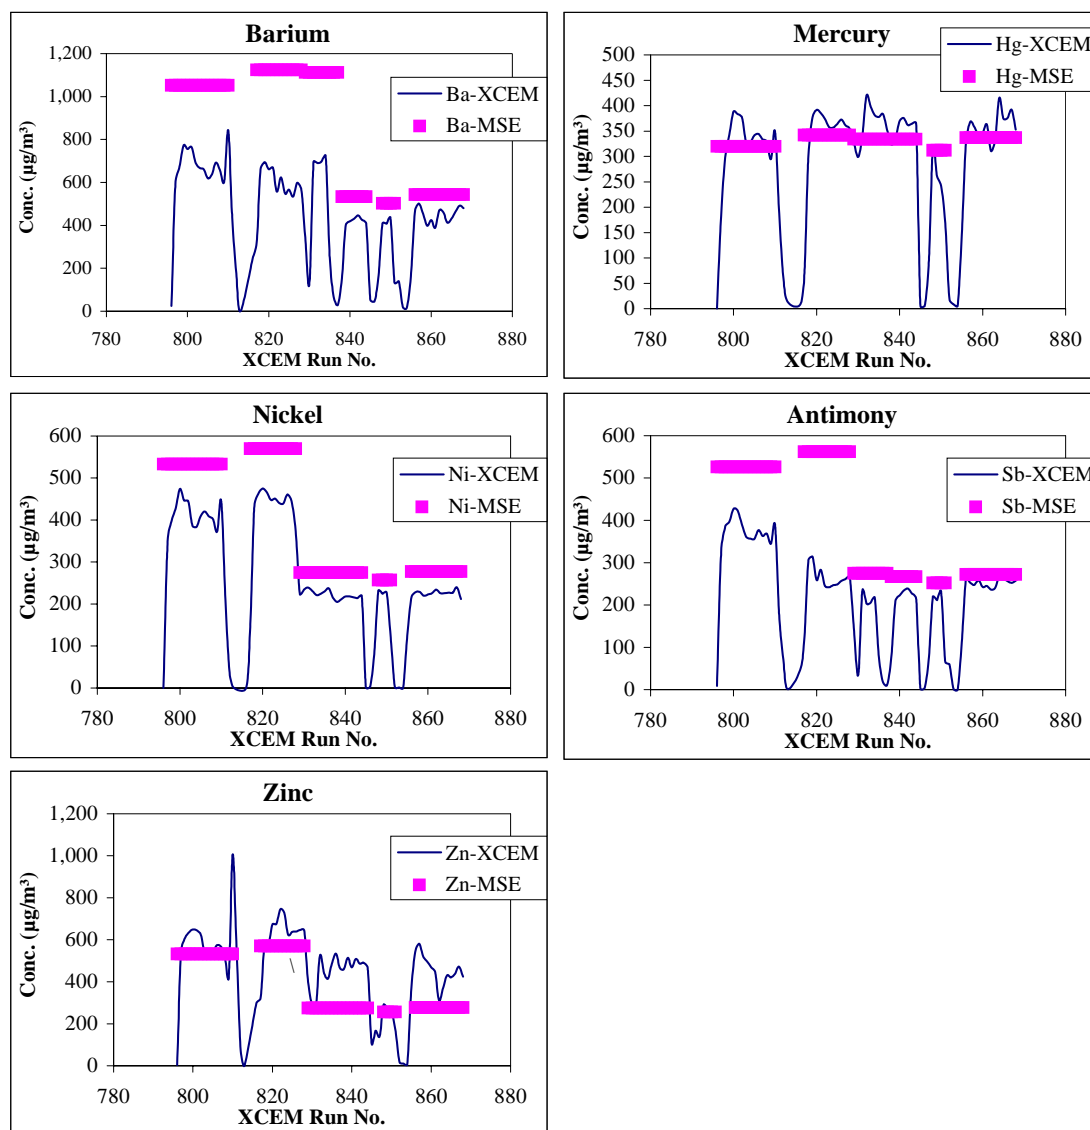 Barium
Conc. (µg/m³)
1,200
1,000
800
600
400
200
0
780 800 820 840 860 880
XCEM Run No.
Ba-XCEM
Ba-MSE
Mercury
Conc. (µg/m³)
500
450
400
350
300
250
200
150
100
50
0
780 800 820 840 860 880
XCEM Run No.
Hg-XCEM
Hg-MSE
Nickel
Conc. (µg/m³)
600
500
400
300
200
100
0
780 800 820 840 860 880
XCEM Run No.
Ni-XCEM
Ni-MSE
Antimony
Conc. (µg/m³)
600
500
400
300
200
100
0
780 800 820 840 860 880
XCEM Run No.
Sb-XCEM
Sb-MSE
Zinc
Conc. (µg/m³)
1,200
1,000
800
600
400
200
0
780 800 820 840 860 880
XCEM Run No.
Zn-XCEM
Zn-MSE